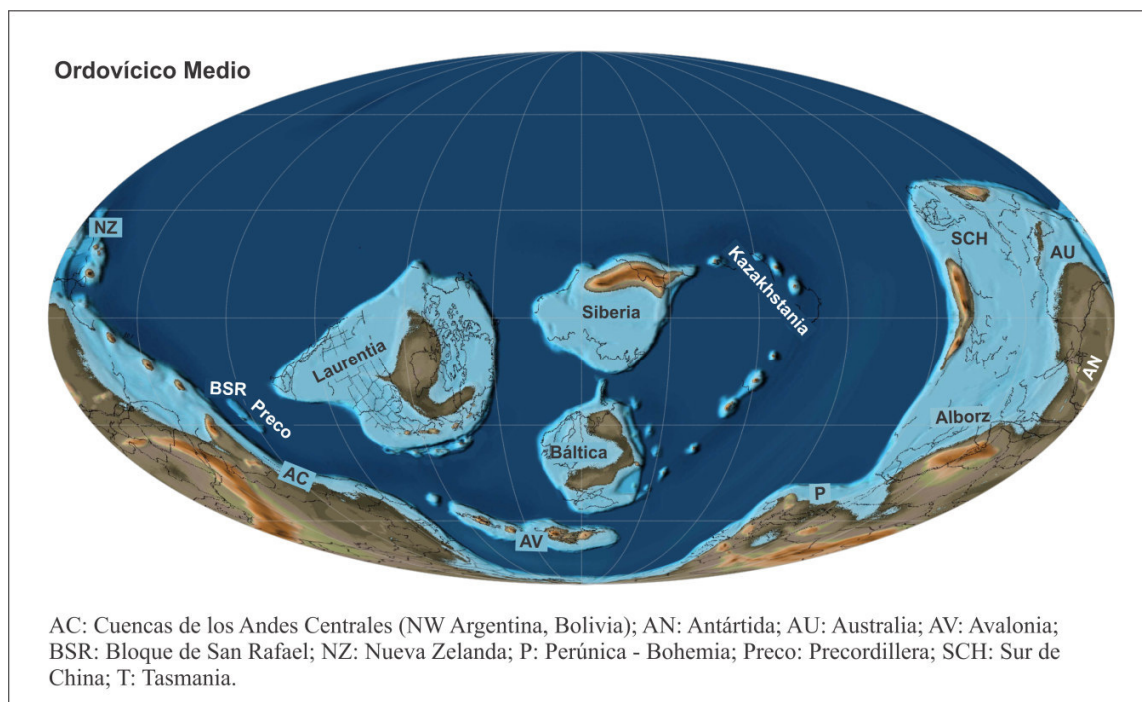 Ordovícico Medio
NZ
SCH
AU
Kazakhstania
Siberia
Laurentia
AN
BSR
Preco
Alborz
Báltica
AC
P
AV
AC: Cuencas de los Andes Centrales (NW Argentina, Bolivia); AN: Antártida; AU: Australia; AV: Avalonia;
BSR: Bloque de San Rafael; NZ: Nueva Zelanda; P: Perúnica - Bohemia; Preco: Precordillera; SCH: Sur de
China; T: Tasmania.